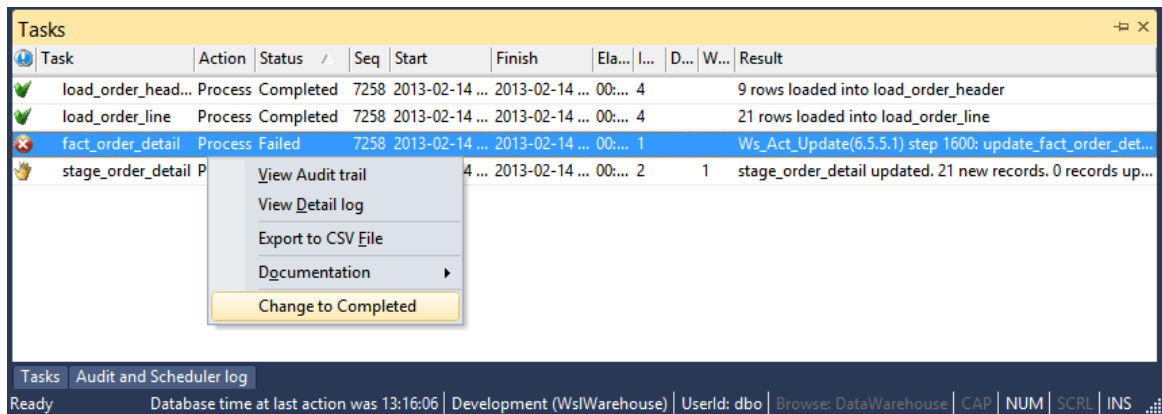 Tasks
Task Action Status Seq Start Finish Ela... I... D... W... Result
load_order_head... Process Completed 7258 2013-02-14 ... 2013-02-14 ... 00:... 4 9 rows loaded into load_order_header
load_order_line Process Completed 7258 2013-02-14 ... 2013-02-14 ... 00:... 4 21 rows loaded into load_order_line
fact_order_detail Process Failed 7258 2013-02-14 ... 2013-02-14 ... 00:... 1 Ws_Act_Update(6.5.5.1) step 1600: update_fact_order_det...
stage_order_detail P 4 ... 2013-02-14 ... 00:... 2 1 stage_order_detail updated. 21 new records. 0 records up...
View Audit trail
View Detail log
Export to CSV File
Documentation
Change to Completed
Tasks Audit and Scheduler log
Ready Database time at last action was 13:16:06 Development (WslWarehouse) UserId: dbo Browse: DataWarehouse CAP NUM SCRL INS